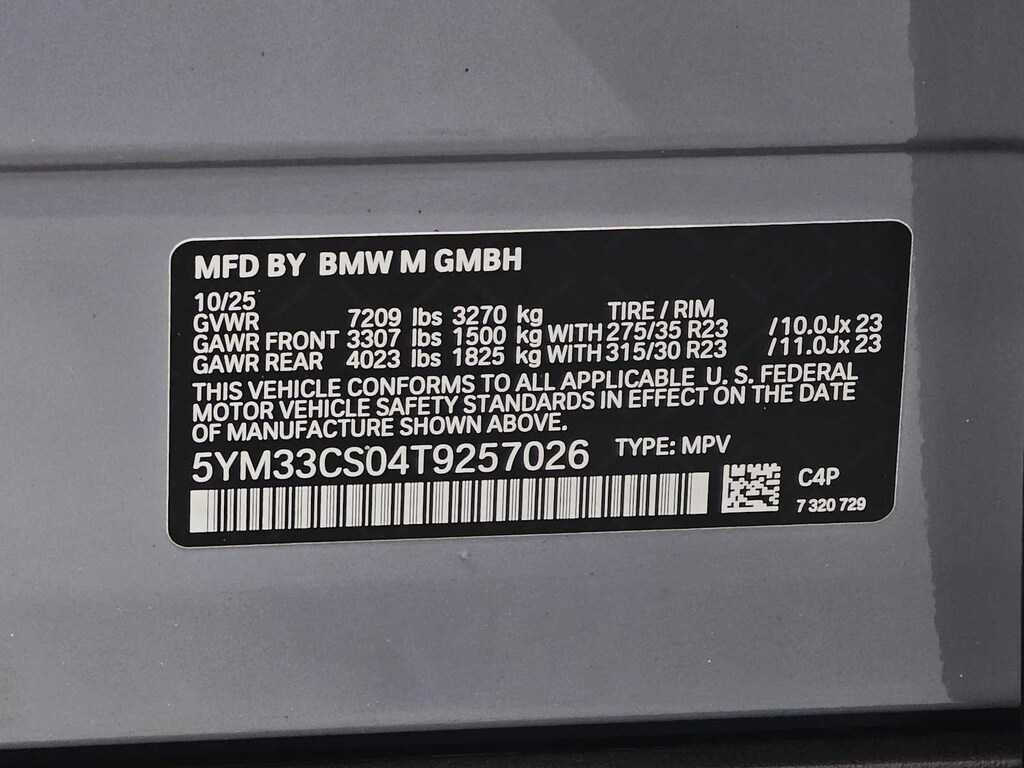 MFD BY BMW M GMBH
10/25 TIRE / RIM
GVWR 7209 lbs 3270 kg
GAWR FRONT 3307 lbs 1500 kg WITH 275/35 R23 /10.0Jx 23
GAWR REAR 4023 lbs 1825 kg WITH 315/30 R23 /11.0Jx 23
THIS VEHICLE CONFORMS TO ALL APPLICABLE U. S. FEDERAL
MOTOR VEHICLE SAFETY STANDARDS IN EFFECT ON THE DATE
OF MANUFACTURE SHOWN ABOVE.
5YM33CS04T9257026 TYPE: MPV
C4P
7 320 729